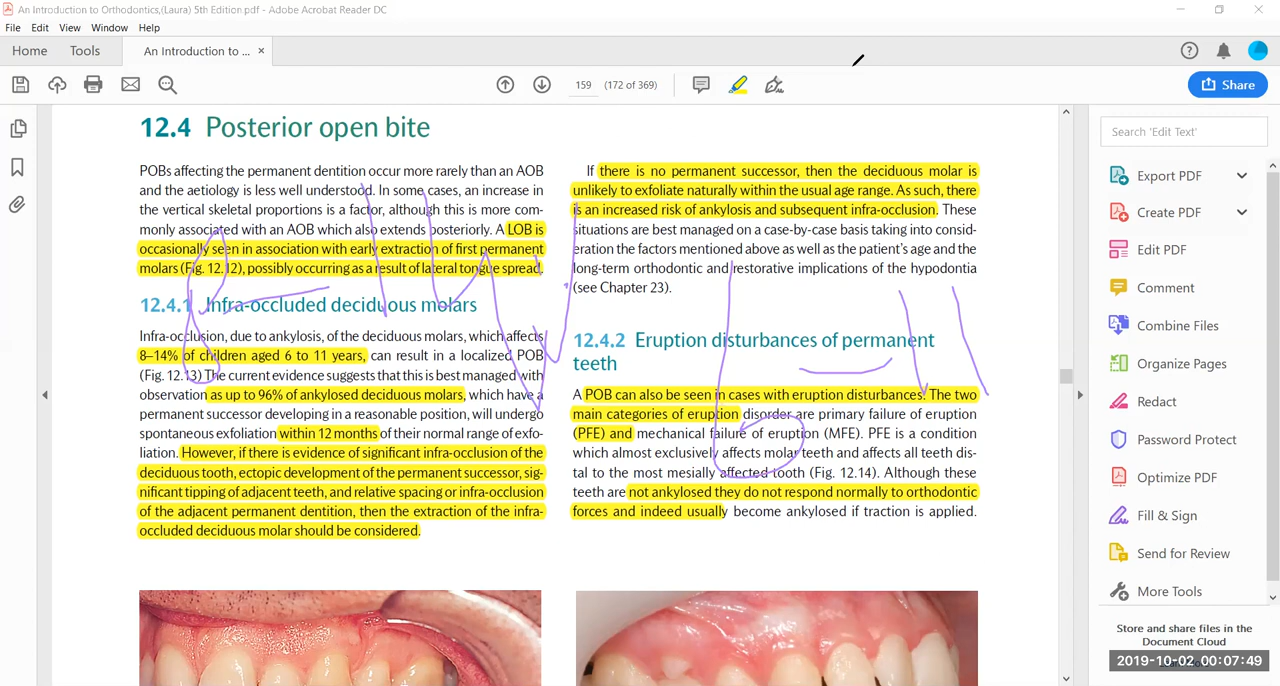 An Introduction to Orthodontics,(Laura) 5th Edition.pdf - Adobe Acrobat Reader DC
File Edit View Window Help
Home Tools An Introduction to ... ×
159 (172 of 369)
Share
12.4 Posterior open bite
POBs affecting the permanent dentition occur more rarely than an AOB
and the aetiology is less well understood. In some cases, an increase in
the vertical skeletal proportions is a factor, although this is more com-
monly associated with an AOB which also extends posteriorly. A LOB is
occasionally seen in association with early extraction of first permanent
molars (Fig. 12.12), possibly occurring as a result of lateral tongue spread.
12.4.1 Infra-occluded deciduous molars
Infra-occlusion, due to ankylosis, of the deciduous molars, which affects
8–14% of children aged 6 to 11 years, can result in a localized POB
(Fig. 12.13) The current evidence suggests that this is best managed with
observation as up to 96% of ankylosed deciduous molars, which have a
permanent successor developing in a reasonable position, will undergo
spontaneous exfoliation within 12 months of their normal range of exfo-
liation. However, if there is evidence of significant infra-occlusion of the
deciduous tooth, ectopic development of the permanent successor, sig-
nificant tipping of adjacent teeth, and relative spacing or infra-occlusion
of the adjacent permanent dentition, then the extraction of the infra-
occluded deciduous molar should be considered.
If there is no permanent successor, then the deciduous molar is
unlikely to exfoliate naturally within the usual age range. As such, there
is an increased risk of ankylosis and subsequent infra-occlusion. These
situations are best managed on a case-by-case basis taking into consid-
eration the factors mentioned above as well as the patient's age and the
long-term orthodontic and restorative implications of the hypodontia
(see Chapter 23).
12.4.2 Eruption disturbances of permanent
teeth
A POB can also be seen in cases with eruption disturbances. The two
main categories of eruption disorder are primary failure of eruption
(PFE) and mechanical failure of eruption (MFE). PFE is a condition
which almost exclusively affects molar teeth and affects all teeth dis-
tal to the most mesially affected tooth (Fig. 12.14). Although these
teeth are not ankylosed they do not respond normally to orthodontic
forces and indeed usually become ankylosed if traction is applied.
Search 'Edit Text'
Export PDF
Create PDF
Edit PDF
Comment
Combine Files
Organize Pages
Redact
Password Protect
Optimize PDF
Fill & Sign
Send for Review
More Tools
Store and share files in the
Document Cloud
2019-10-02 00:07:49